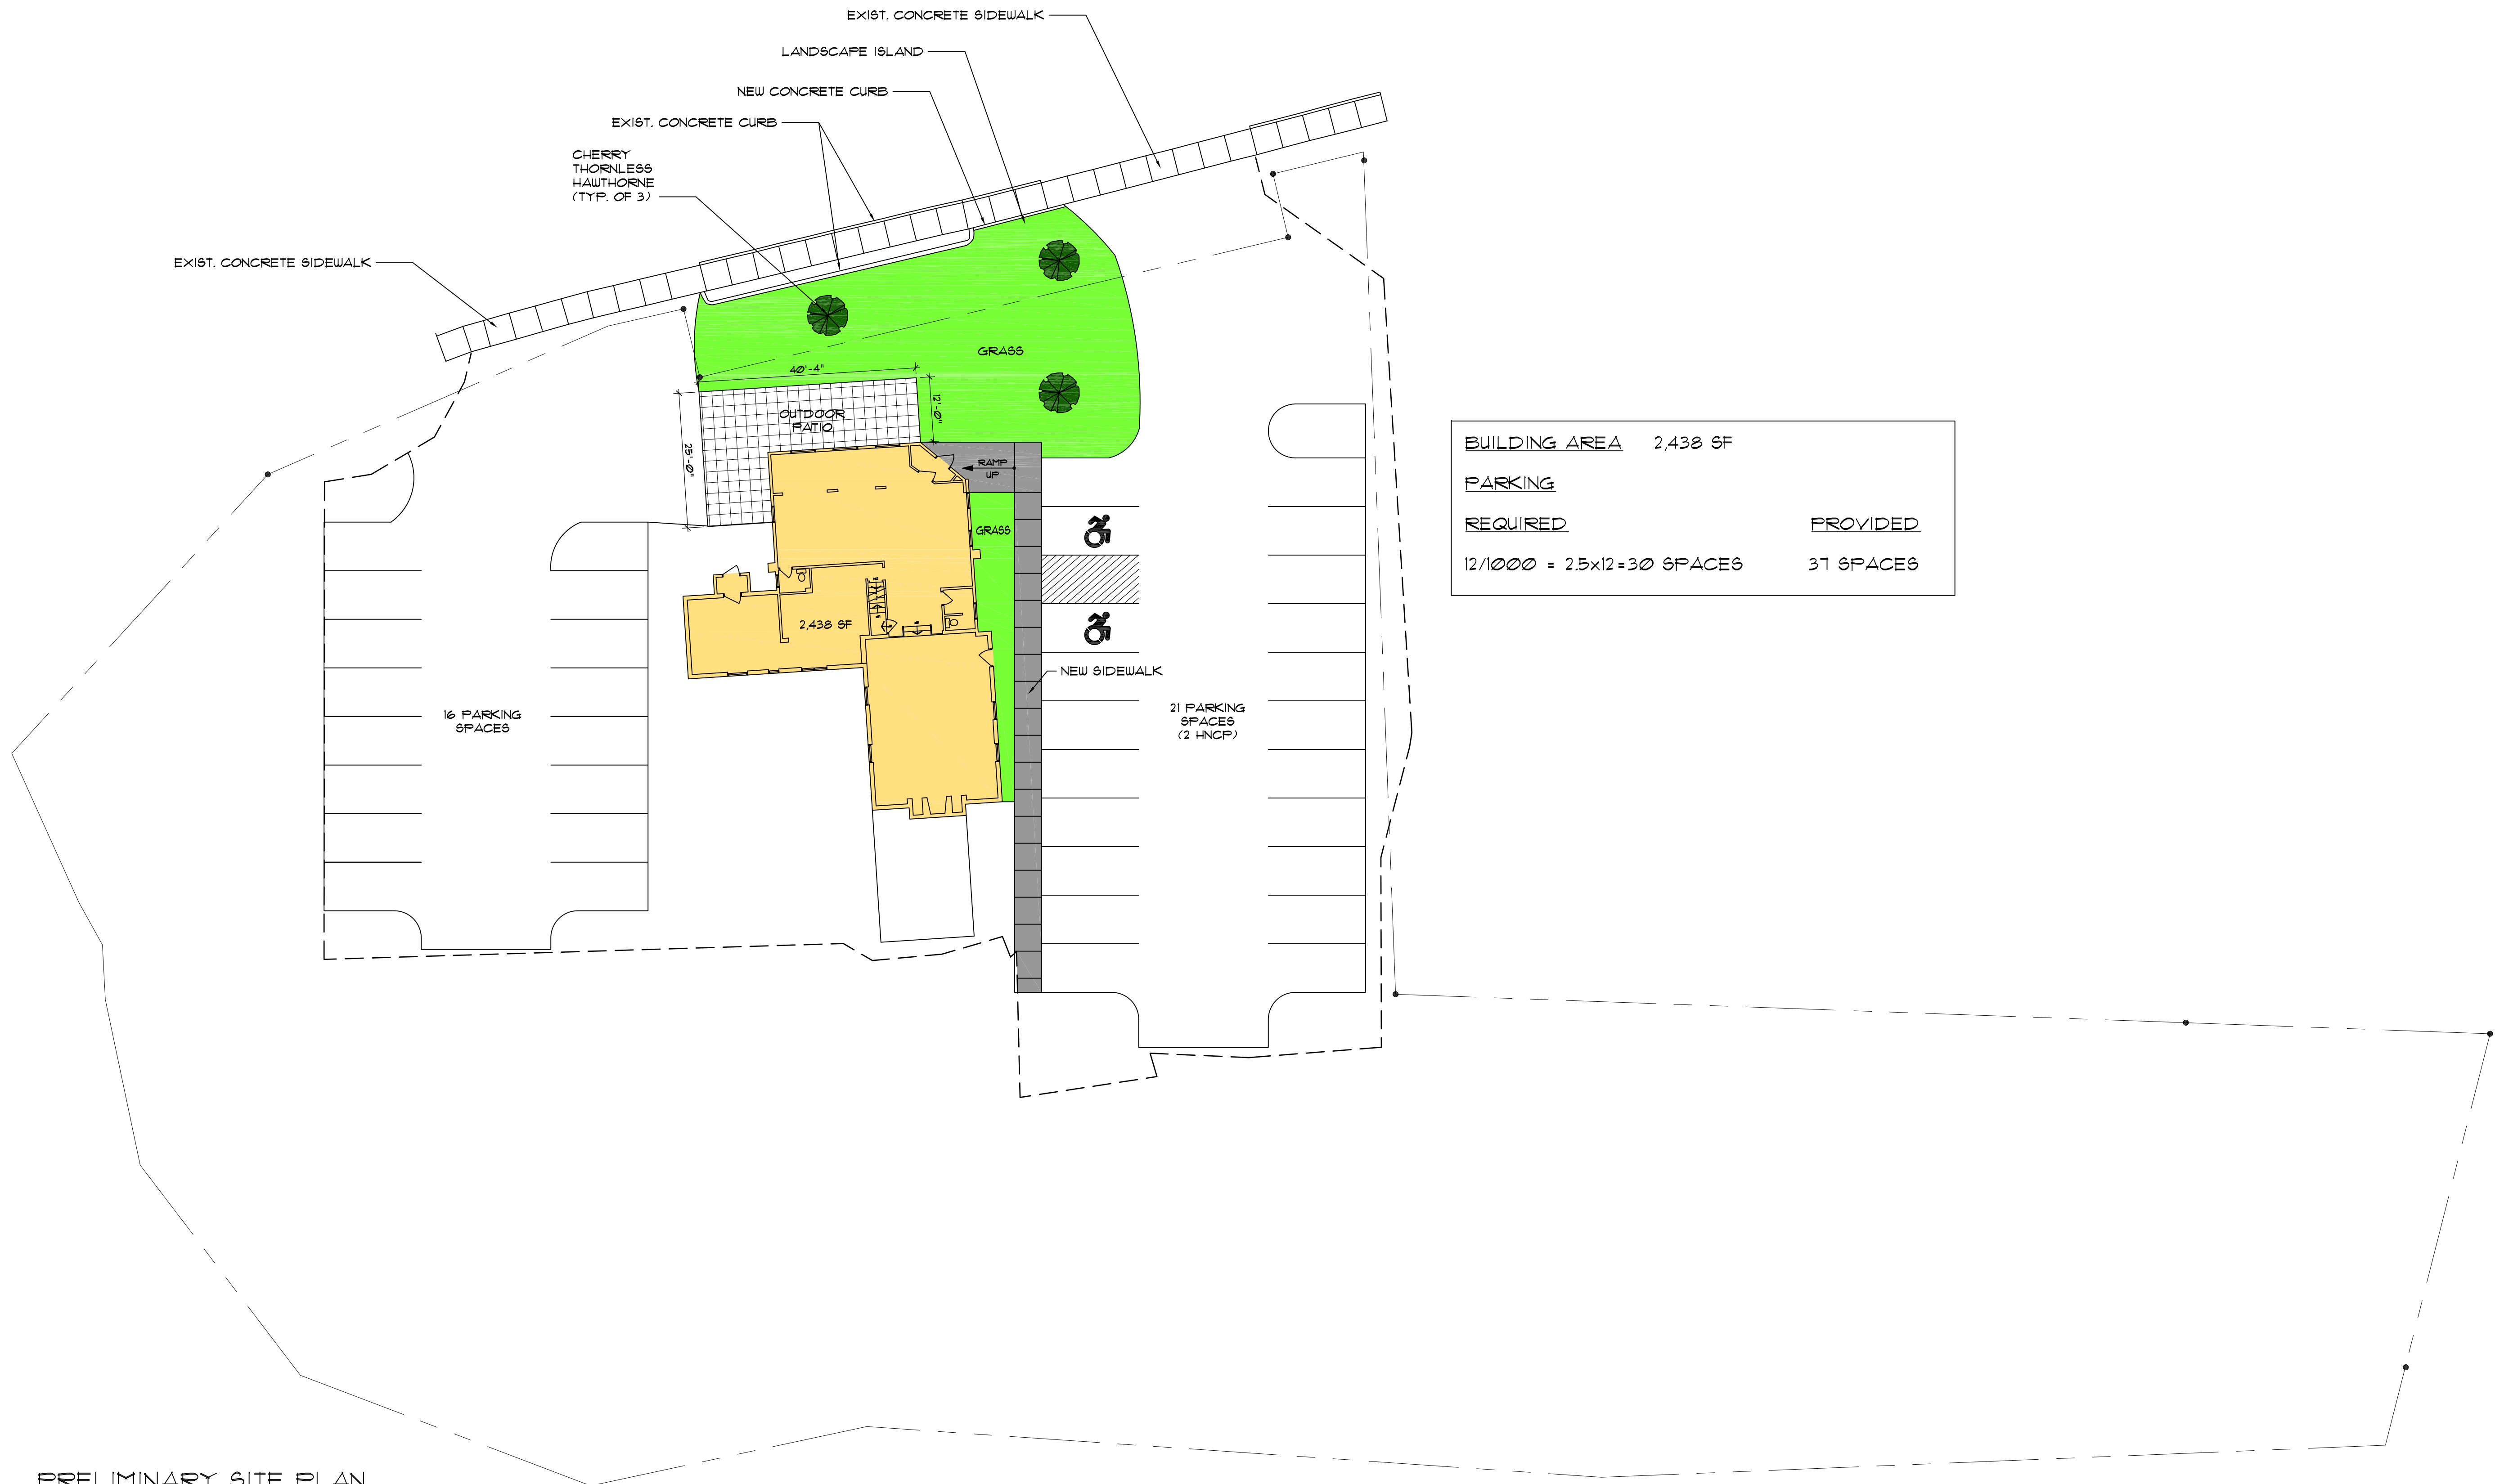 EXIST. CONCRETE SIDEWALK
LANDSCAPE ISLAND
NEW CONCRETE CURB
EXIST. CONCRETE CURB
CHERRY
THORNLESS
HAWTHORNE
(TYP. OF 3)
EXIST. CONCRETE SIDEWALK
GRASS
40'-4"
12'-0"
OUTDOOR
PATIO
25'-0"
RAMP
UP
GRASS
2,438 SF
NEW SIDEWALK
16 PARKING
SPACES
21 PARKING
SPACES
(2 HNCP)
BUILDING AREA 2,438 SF
PARKING
REQUIRED PROVIDED
12/1000 = 2.5x12=30 SPACES 37 SPACES
PRELIMINARY SITE PLAN